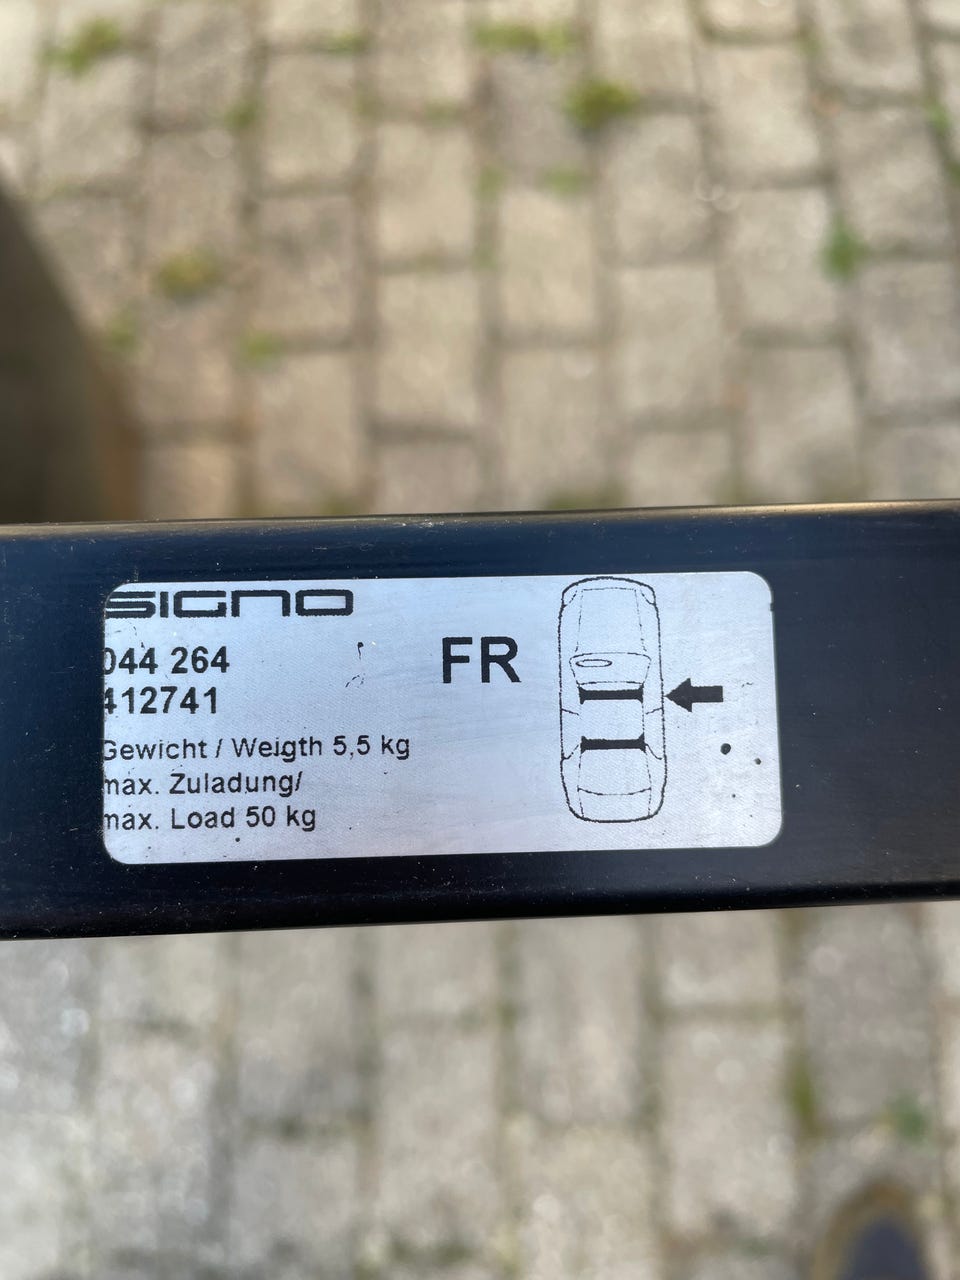 SIGNO
044 264
412741
FR
Gewicht / Weigth 5,5 kg
max. Zuladung/
max. Load 50 kg